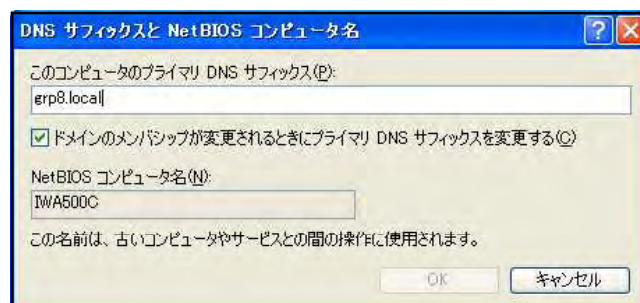 DNS サフィックスと NetBIOS コンピュータ名
このコンピュータのプライマリ DNS サフィックス(P):
grp8.local
ドメインのメンバシップが変更されるときにプライマリ DNS サフィックスを変更する(C)
NetBIOS コンピュータ名(N):
IWA500C
この名前は、古いコンピュータやサービスとの間の操作に使用されます。
OK キャンセル